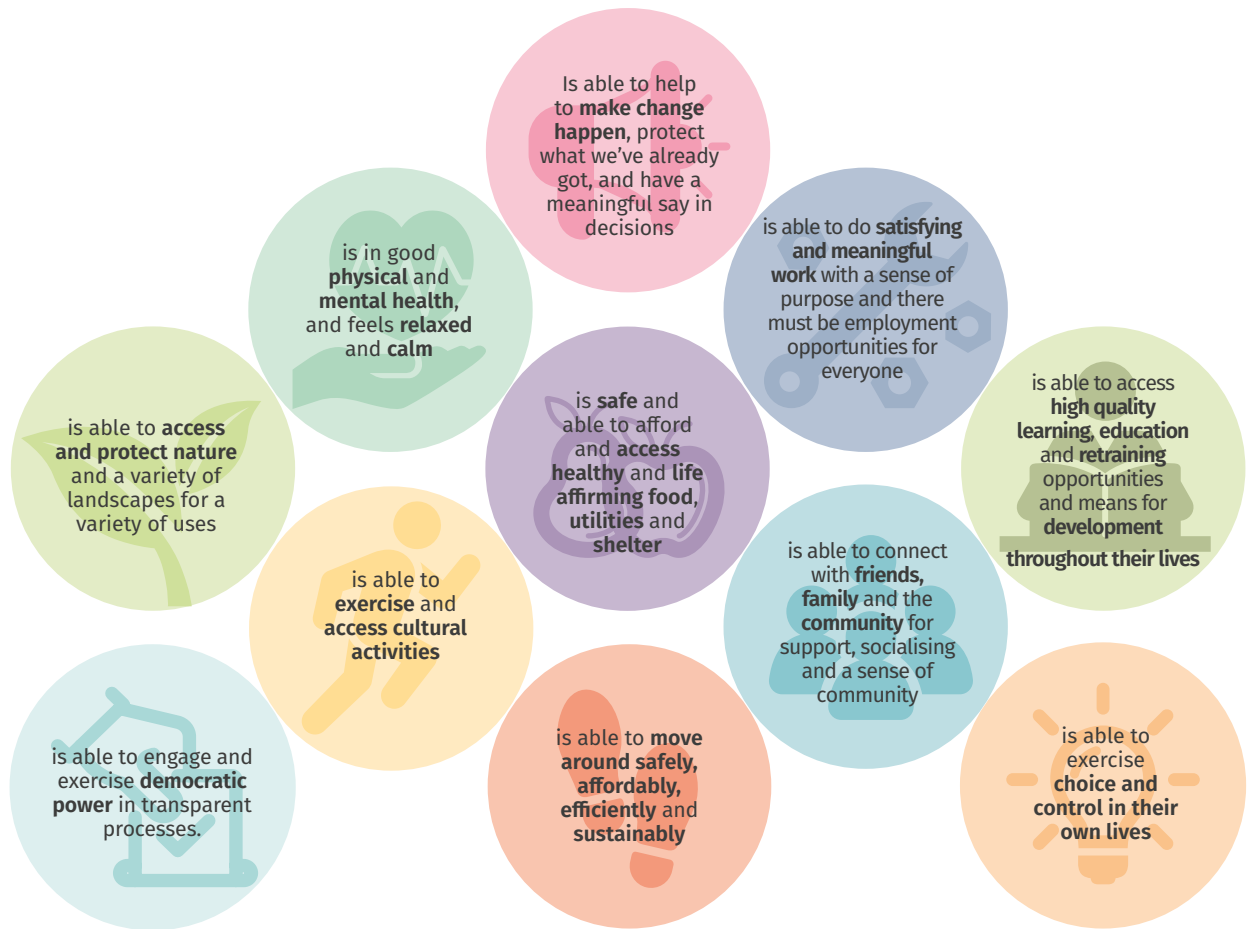 Is able to help
to make change
happen, protect
what we've already
got, and have a
meaningful say in
decisions
is in good
physical and
mental health,
and feels relaxed
and calm
is able to do satisfying
and meaningful
work with a sense of
purpose and there
must be employment
opportunities for
everyone
is able to access
and protect nature
and a variety of
landscapes for a
variety of uses
is safe and
able to afford
and access
healthy and life
affirming food,
utilities and
shelter
is able to access
high quality
learning, education
and retraining
opportunities
and means for
development
throughout their lives
is able to
exercise and
access cultural
activities
is able to connect
with friends,
family and the
community for
support, socialising
and a sense of
community
is able to engage and
exercise democratic
power in transparent
processes.
is able to move
around safely,
affordably,
efficiently and
sustainably
is able to
exercise
choice and
control in their
own lives